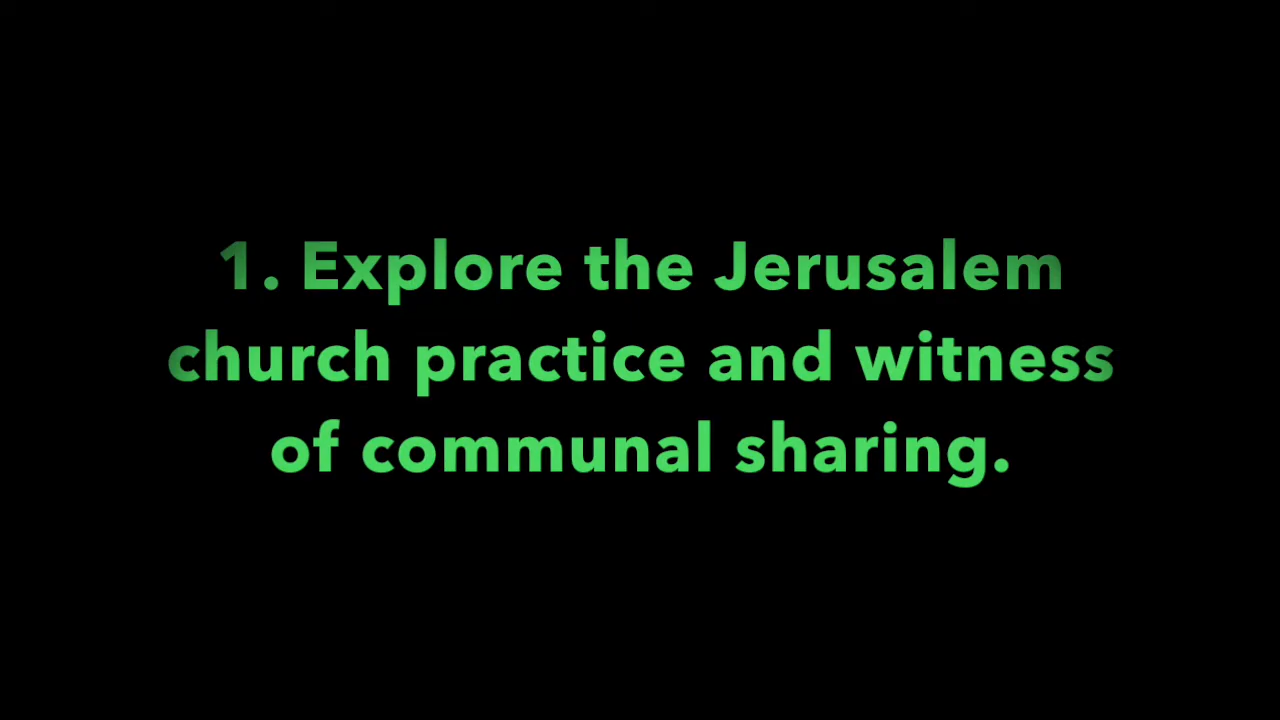 1. Explore the Jerusalem
church practice and witness
of communal sharing.